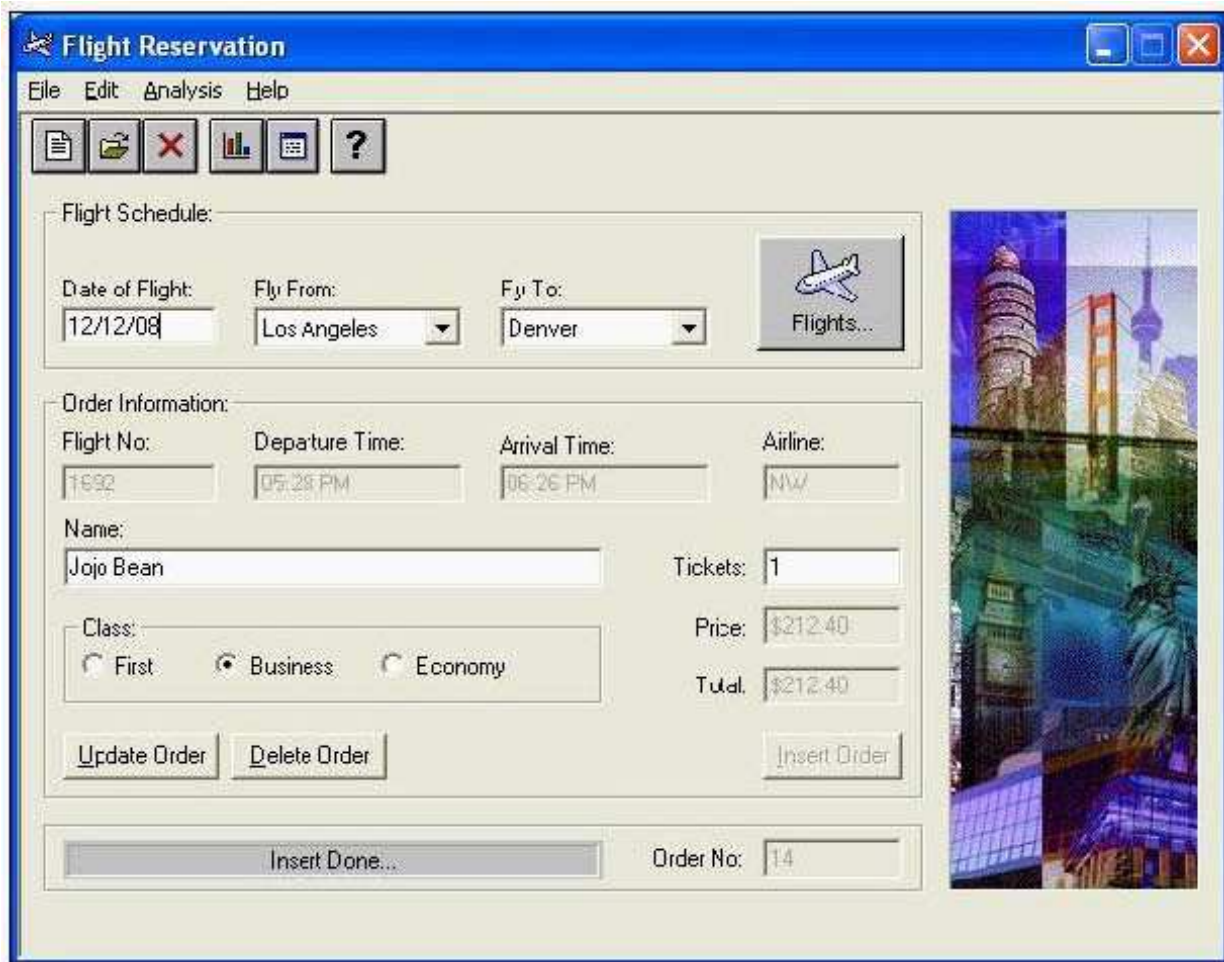 Flight Reservation
File Edit Analysis Help
?
Flight Schedule:
Date of Flight: Fly From: Fly To:
12/12/08 Los Angeles Denver Flights...
Order Information:
Flight No: Departure Time: Arrival Time: Airline:
1692 05:28 PM 06:26 PM NW
Name:
Jojo Bean Tickets: 1
Class: Price: $212.40
First Business Economy
Total: $212.40
Update Order Delete Order Insert Order
Insert Done... Order No: 14